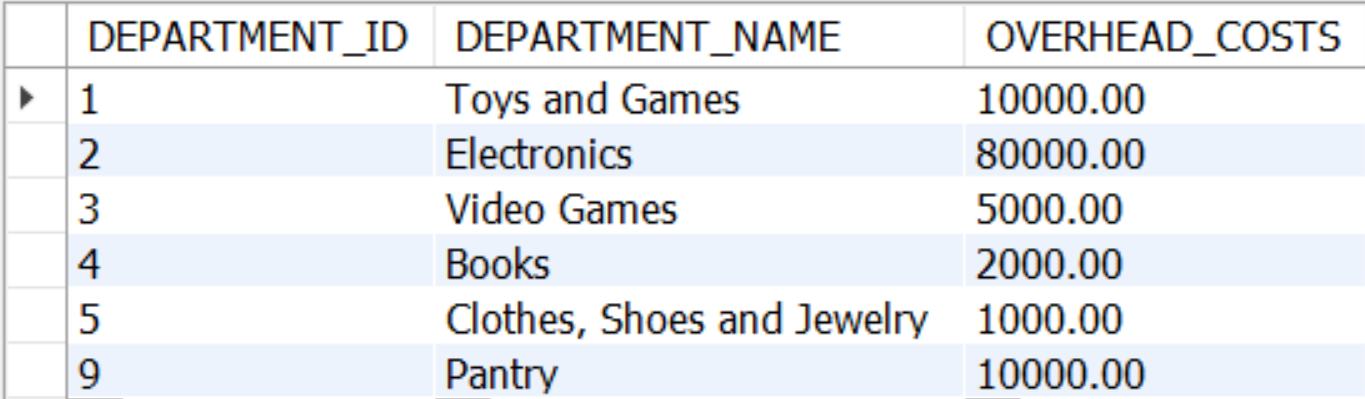 DEPARTMENT_ID DEPARTMENT_NAME OVERHEAD_COSTS
1 Toys and Games 10000.00
2 Electronics 80000.00
3 Video Games 5000.00
4 Books 2000.00
5 Clothes, Shoes and Jewelry 1000.00
9 Pantry 10000.00